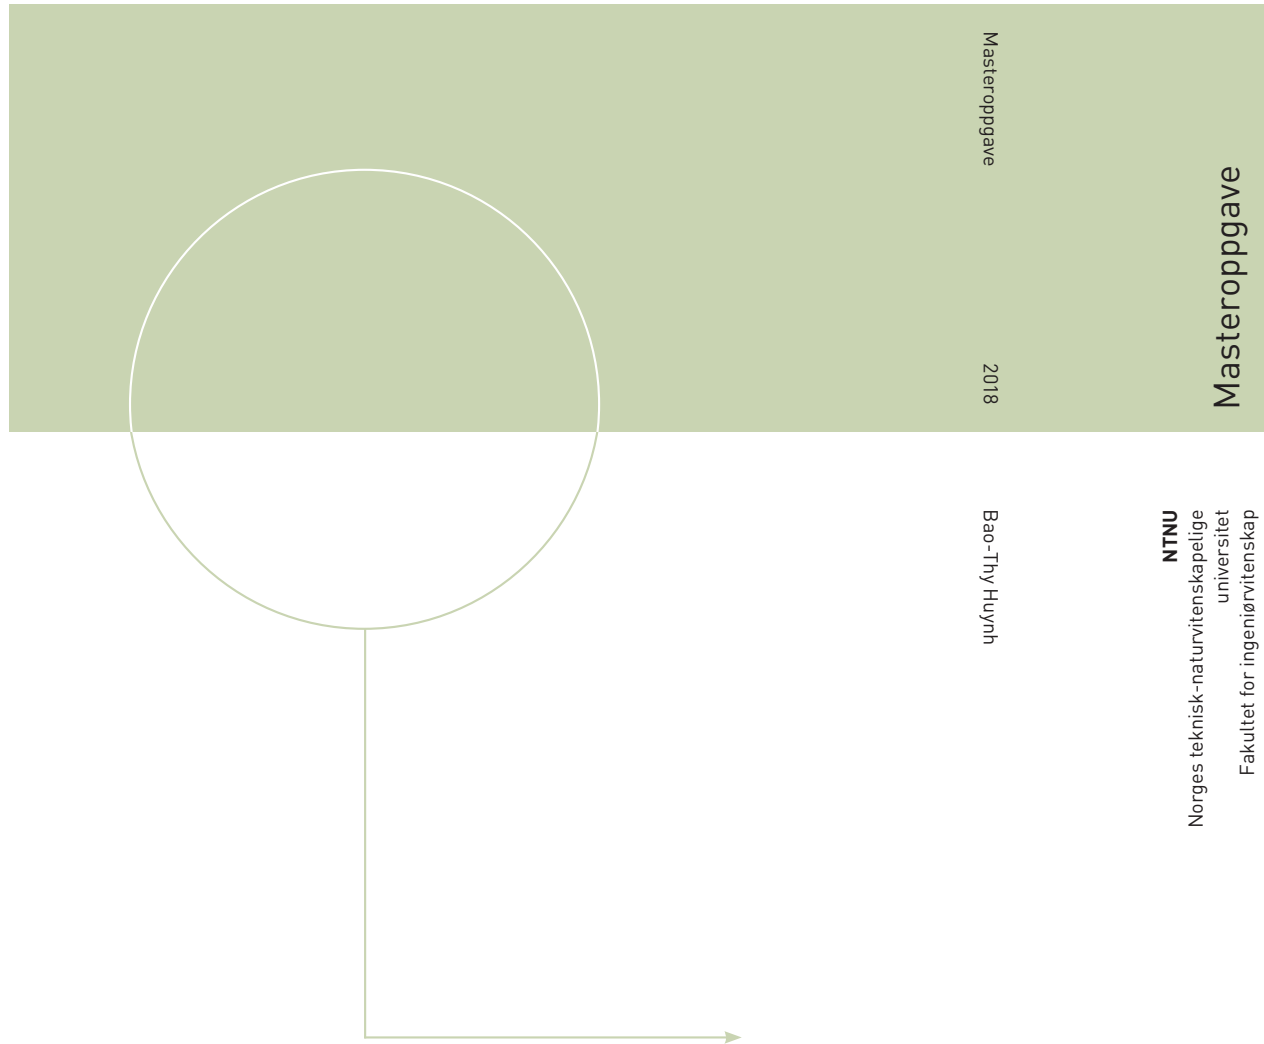 Masteroppgave
2018
Bao-Thy Huynh
Masteroppgave
NTNU
Norges teknisk-naturvitenskapelige
universitet
Fakultet for ingeniørvitenskap